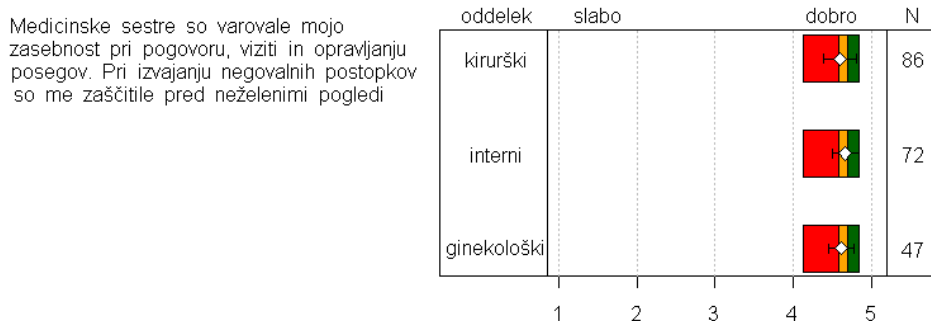 Medicinske sestre so varovale mojo
zasebnost pri pogovoru, viziti in opravljanju
posegov. Pri izvajanju negovalnih postopkov
so me zaščitile pred neželenimi pogledi
oddelek slabo dobro N
kirurški 86
interni 72
ginekološki 47
1 2 3 4 5